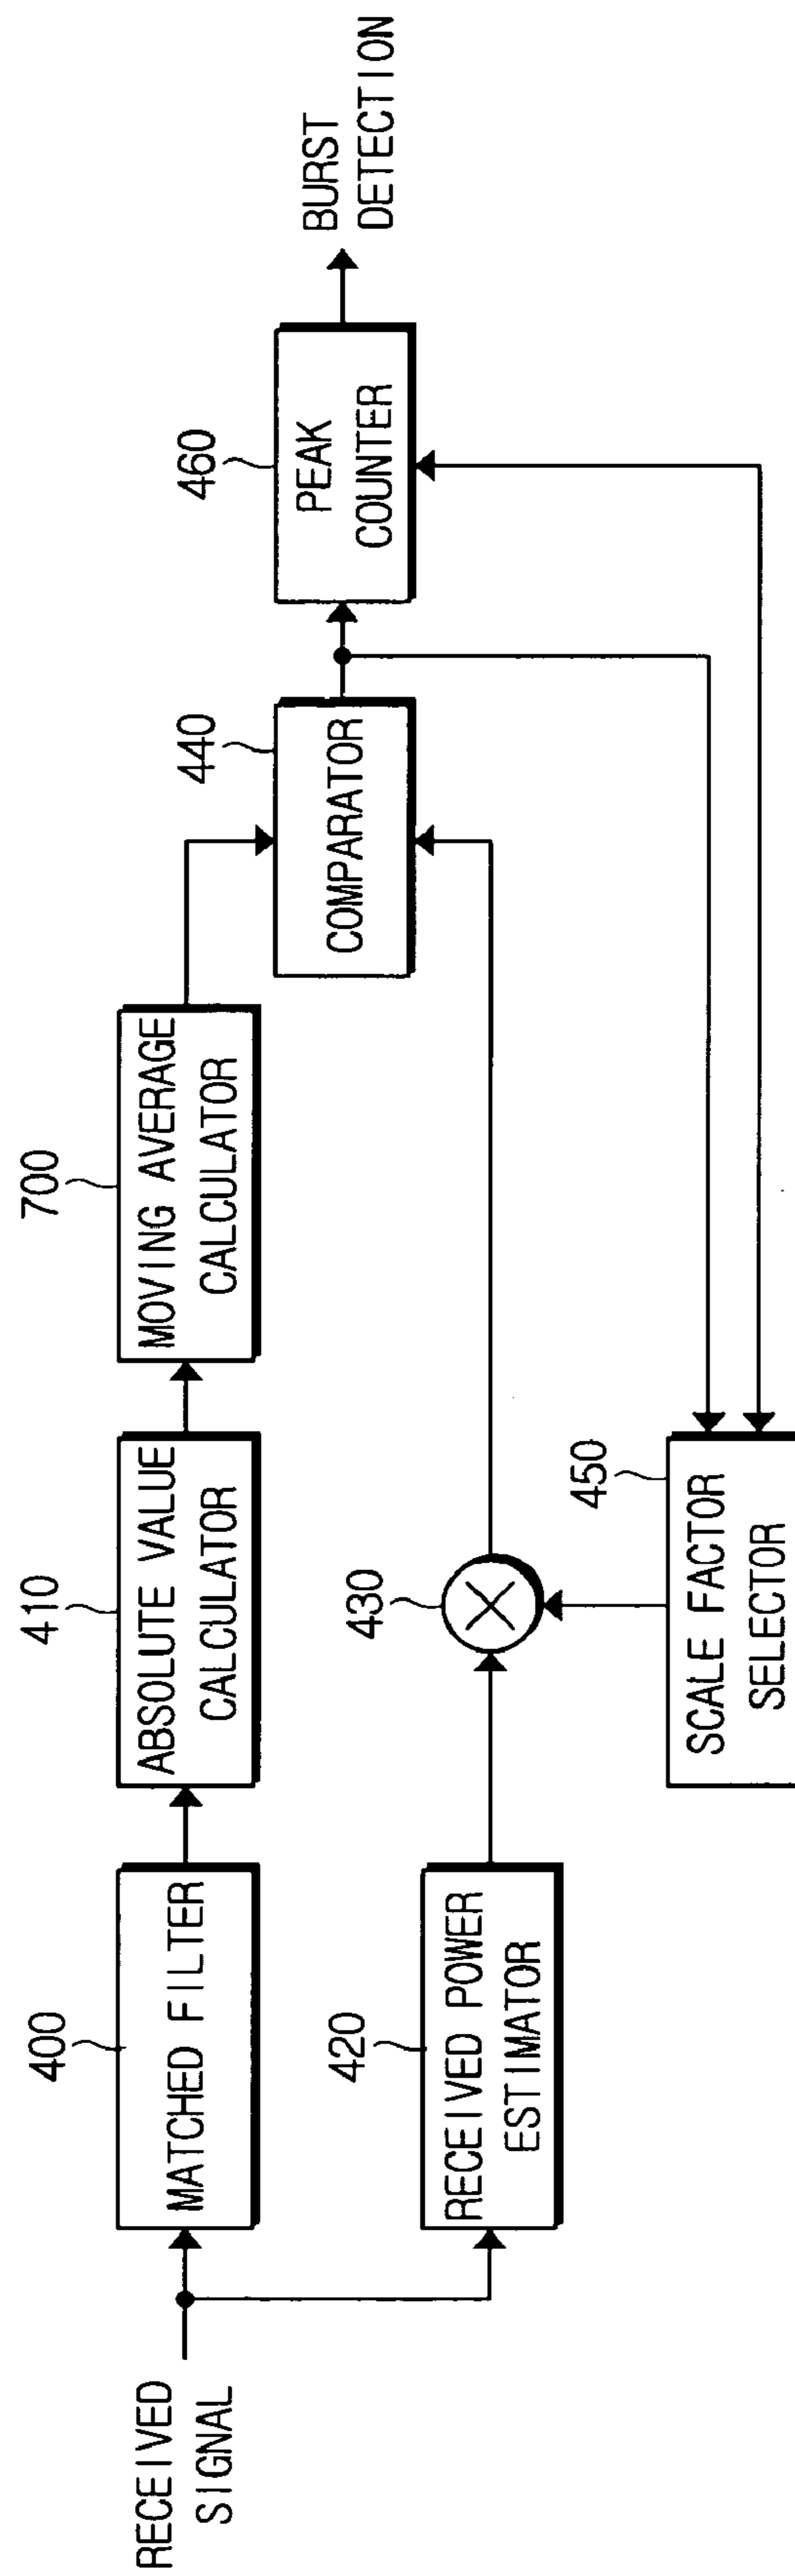 RECEIVED
SIGNAL
400
MATCHED FILTER
410
ABSOLUTE VALUE
CALCULATOR
700
MOVING AVERAGE
CALCULATOR
420
RECEIVED POWER
ESTIMATOR
430
440
COMPARATOR
450
SCALE FACTOR
SELECTOR
460
PEAK
COUNTER
BURST
DETECTION